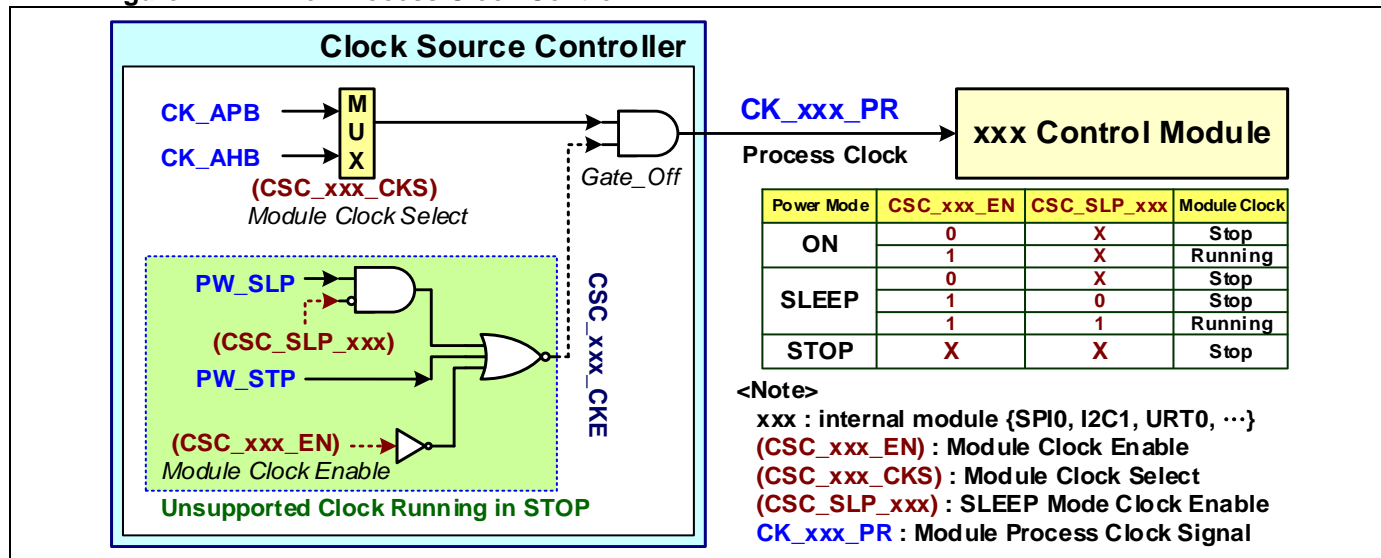 Clock Source Controller
CK_APB
CK_AHB
M
U
X
(CSC_xxx_CKS)
Module Clock Select
Gate_Off
CK_xxx_PR
Process Clock
xxx Control Module
PW_SLP
(CSC_SLP_xxx)
PW_STP
(CSC_xxx_EN)
Module Clock Enable
Unsupported Clock Running in STOP
CSC_xxx_CKE
Power Mode CSC_xxx_EN CSC_SLP_xxx Module Clock
ON 0 X Stop
1 X Running
SLEEP 0 X Stop
1 0 Stop
1 1 Running
STOP X X Stop
<Note>
xxx : internal module {SPI0, I2C1, URT0, ⋯}
(CSC_xxx_EN) : Module Clock Enable
(CSC_xxx_CKS) : Module Clock Select
(CSC_SLP_xxx) : SLEEP Mode Clock Enable
CK_xxx_PR : Module Process Clock Signal